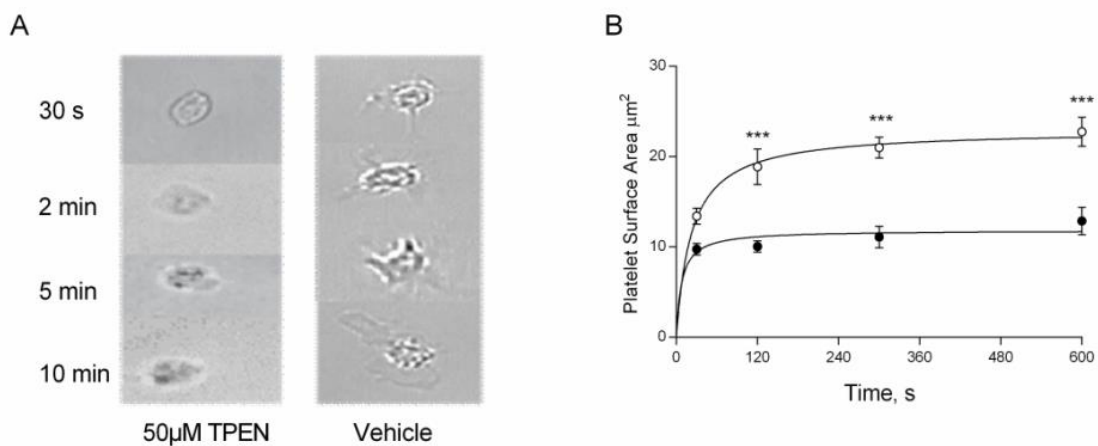 A
30 s
2 min
5 min
10 min
50µM TPEN
Vehicle
B
Platelet Surface Area µm²
30
20
10
0
***
***
***
0
120
240
360
480
600
Time, s